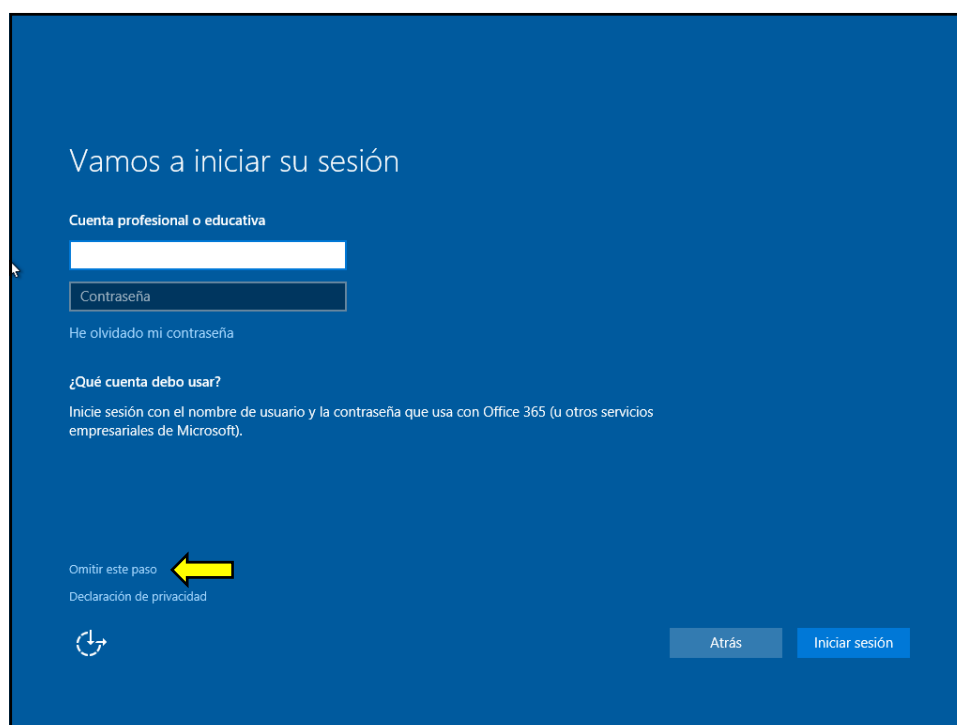 Vamos a iniciar su sesión
Cuenta profesional o educativa
Contraseña
He olvidado mi contraseña
¿Qué cuenta debo usar?
Inicie sesión con el nombre de usuario y la contraseña que usa con Office 365 (u otros servicios
empresariales de Microsoft).
Omitir este paso
Declaración de privacidad
Atrás
Iniciar sesión